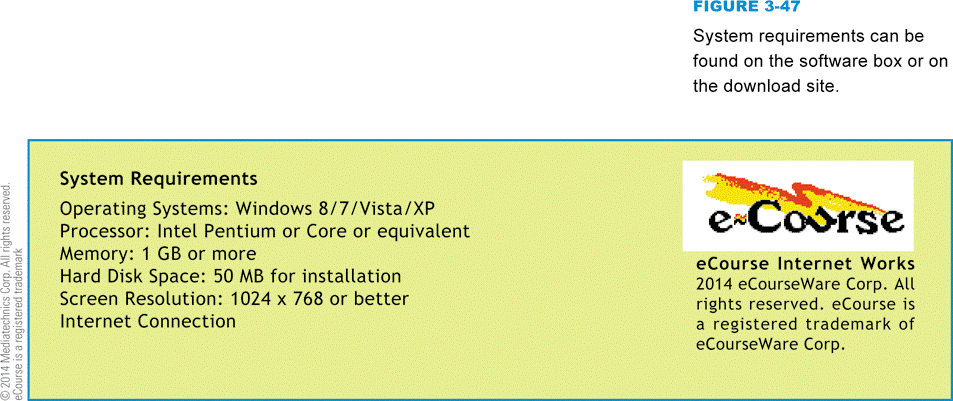 FIGURE 3-47
System requirements can be
found on the software box or on
the download site.
System Requirements
Operating Systems: Windows 8/7/Vista/XP
Processor: Intel Pentium or Core or equivalent
Memory: 1 GB or more
Hard Disk Space: 50 MB for installation
Screen Resolution: 1024 x 768 or better
Internet Connection
e~Course
eCourse Internet Works
2014 eCourseWare Corp. All
rights reserved. eCourse is
a registered trademark of
eCourseWare Corp.
© 2014 Mediatechnics Corp. All rights reserved.
eCourse is a registered trademark